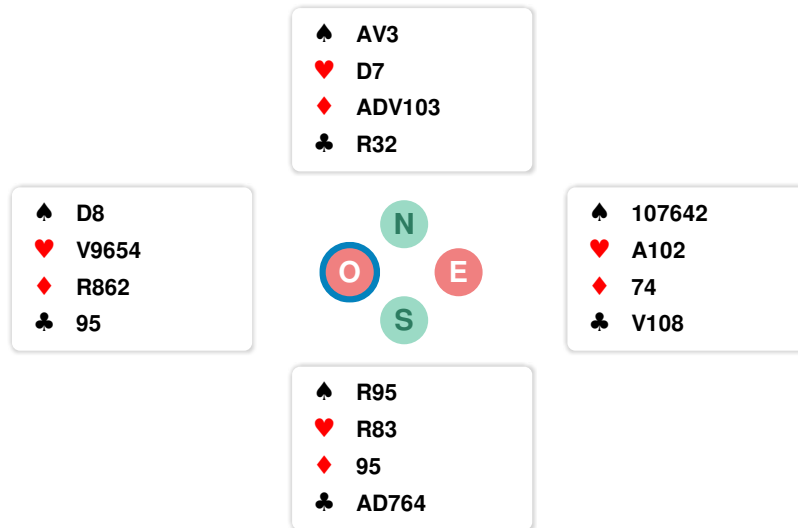 ♠ AV3
♥ D7
♦ ADV103
♣ R32
♠ D8
♥ V9654
♦ R862
♣ 95
N
O E
S
♠ 107642
♥ A102
♦ 74
♣ V108
♠ R95
♥ R83
♦ 95
♣ AD764